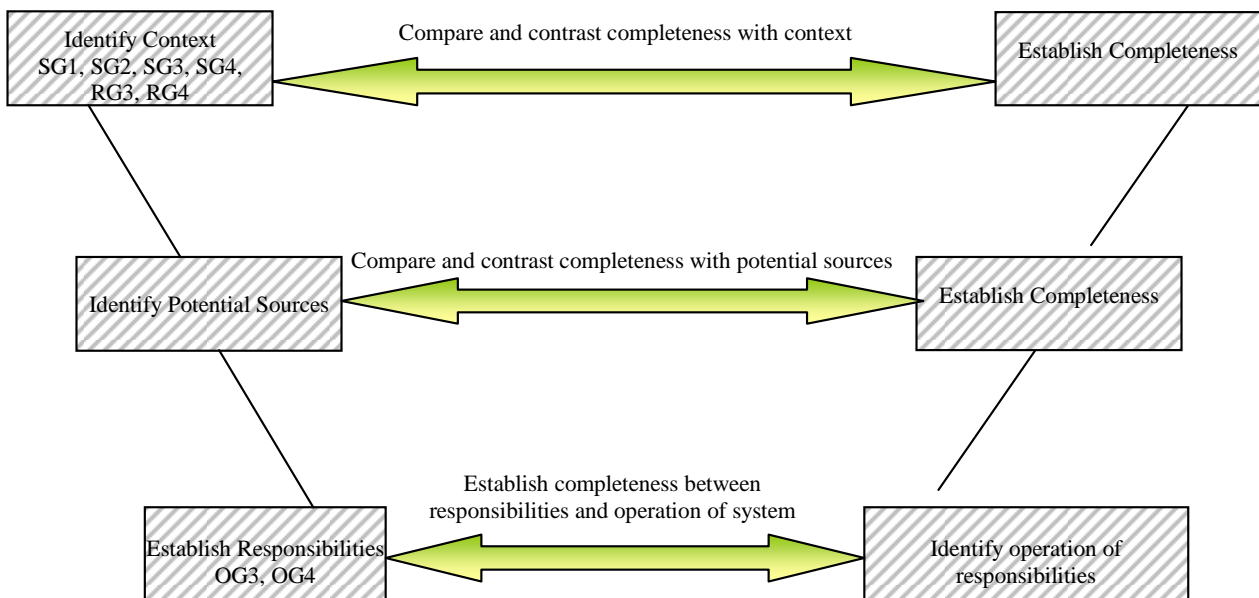 Identify Context
SG1, SG2, SG3, SG4,
RG3, RG4
Compare and contrast completeness with context
Establish Completeness
Identify Potential Sources
Compare and contrast completeness with potential sources
Establish Completeness
Establish Responsibilities
OG3, OG4
Establish completeness between
responsibilities and operation of system
Identify operation of
responsibilities